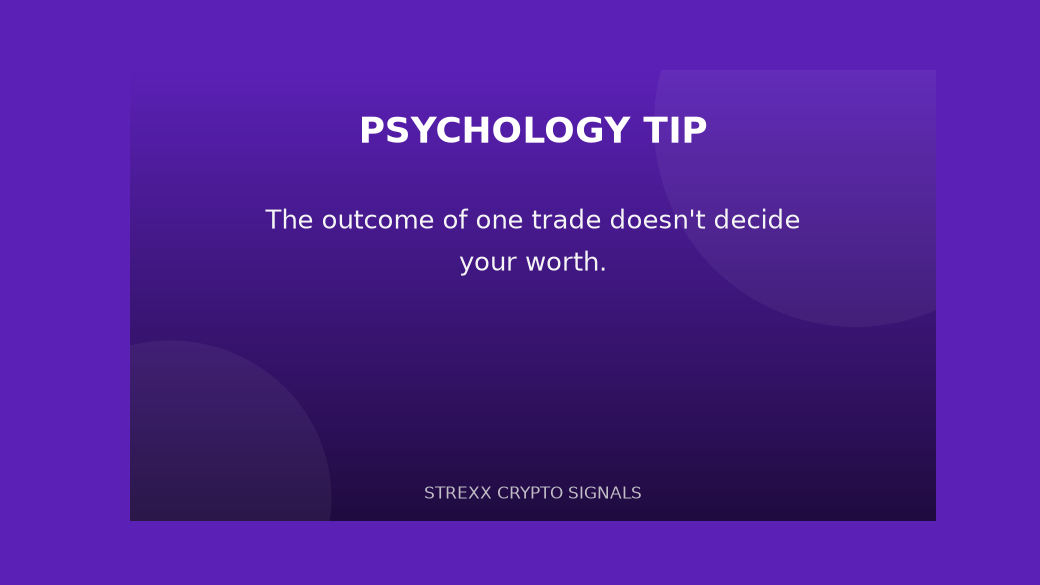 PSYCHOLOGY TIP
The outcome of one trade doesn't decide
your worth.
STREXX CRYPTO SIGNALS